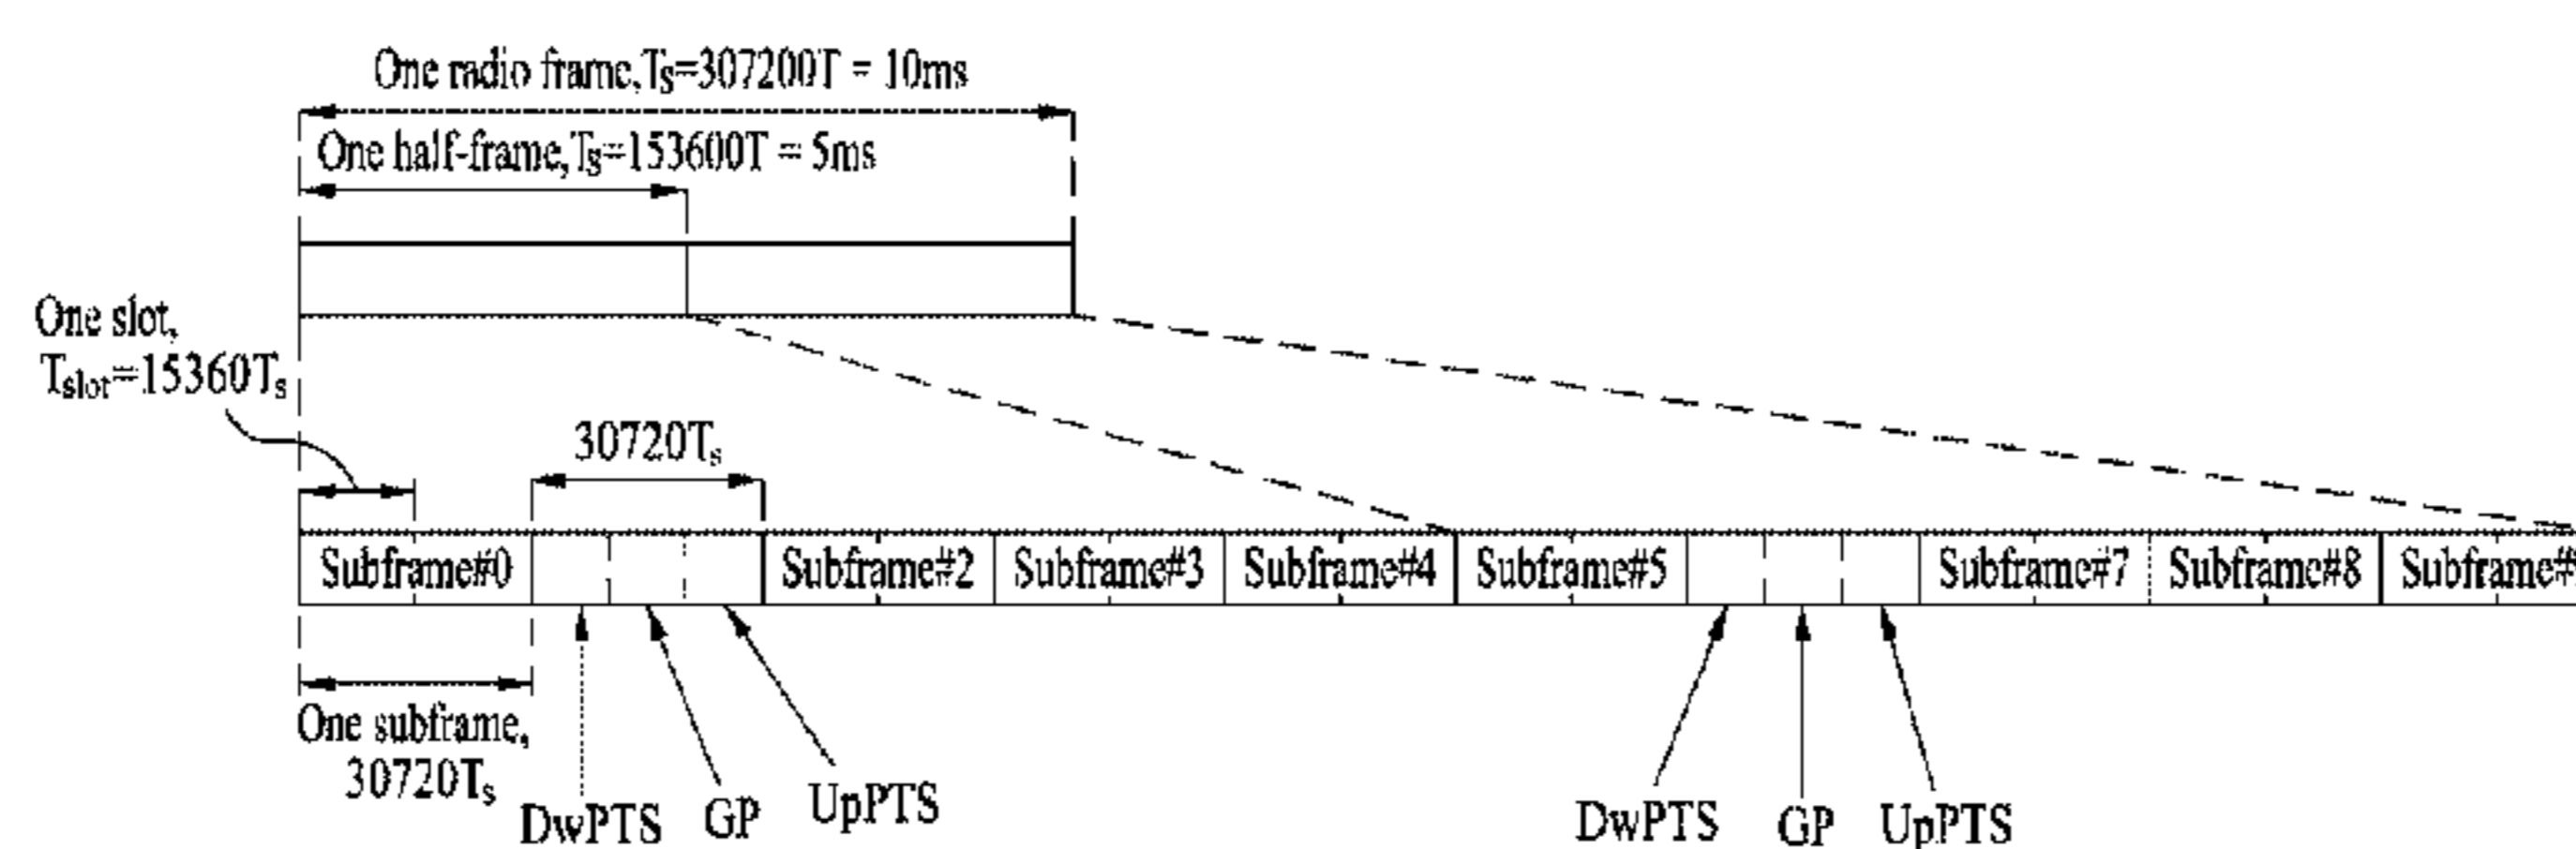 One radio frame,Ts=307200T = 10ms
One half-frame,Ts=153600T = 5ms
One slot,
Tslot=15360Ts
30720Ts
Subframe#0 Subframe#2 Subframe#3 Subframe#4 Subframe#5 Subframe#7 Subframe#8 Subframe#
One subframe,
30720Ts
DwPTS GP UpPTS DwPTS GP UpPTS